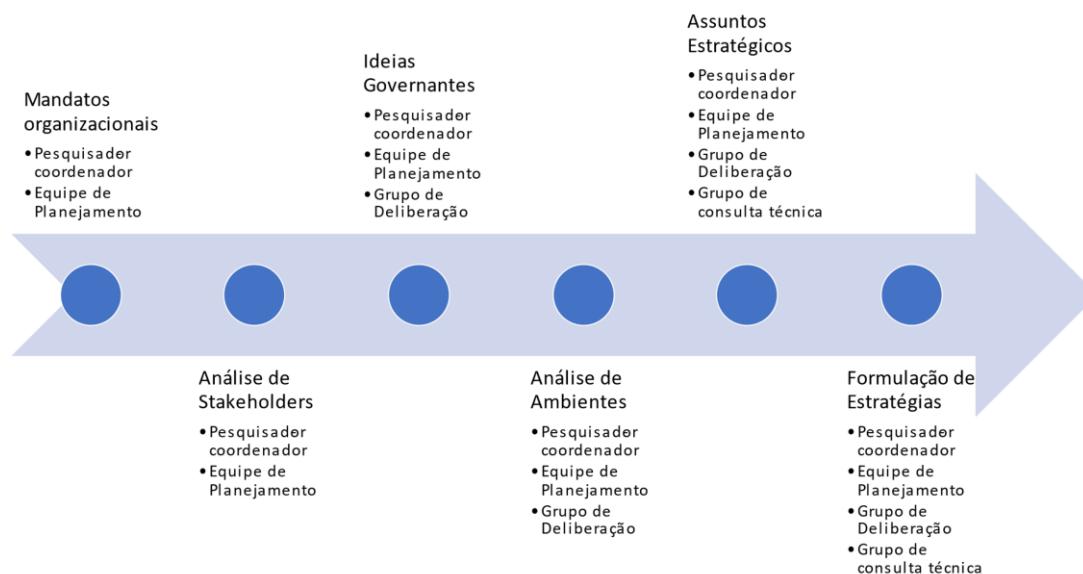 Mandatos
organizacionais
•Pesquisador
coordenador
•Equipe de
Planejamento
Análise de
Stakeholders
•Pesquisador
coordenador
•Equipe de
Planejamento
Ideias
Governantes
•Pesquisador
coordenador
•Equipe de
Planejamento
•Grupo de
Deliberação
Análise de
Ambientes
•Pesquisador
coordenador
•Equipe de
Planejamento
•Grupo de
Deliberação
Assuntos
Estratégicos
•Pesquisador
coordenador
•Equipe de
Planejamento
•Grupo de
Deliberação
•Grupo de
consulta técnica
Formulação de
Estratégias
•Pesquisador
coordenador
•Equipe de
Planejamento
•Grupo de
Deliberação
•Grupo de
consulta técnica